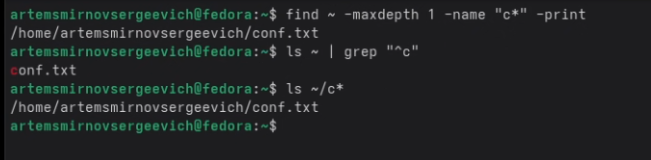 artemsmirnovsergeevich@fedora:~$ find ~ -maxdepth 1 -name "c*" -print
/home/artemsmirnovsergeevich/conf.txt
artemsmirnovsergeevich@fedora:~$ ls ~ | grep "^c"
conf.txt
artemsmirnovsergeevich@fedora:~$ ls ~/c*
/home/artemsmirnovsergeevich/conf.txt
artemsmirnovsergeevich@fedora:~$